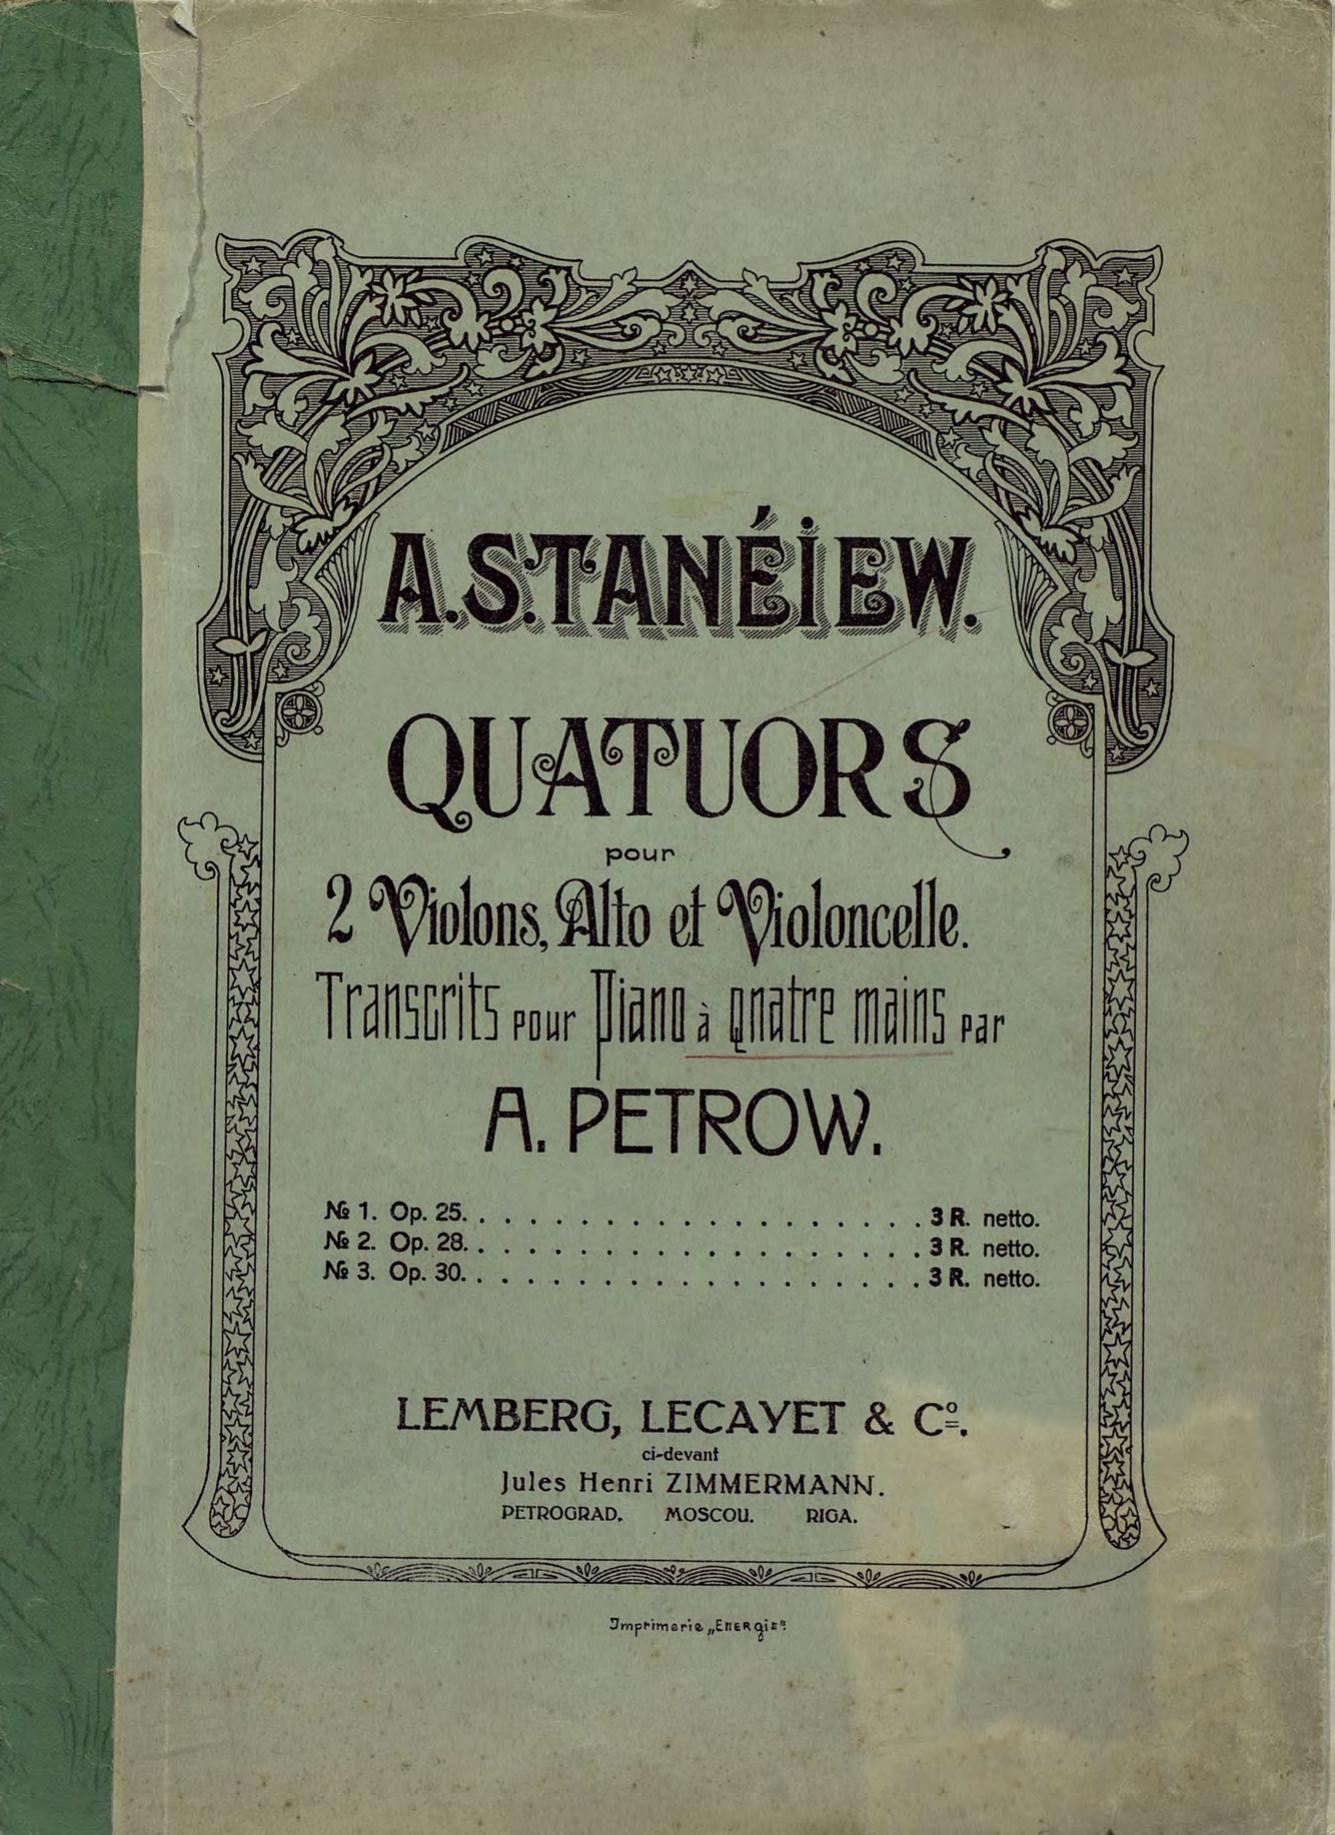 A.S.TANÉIEW.
QUATUORS
pour
2 Violons, Alto et Violoncelle.
Transcrits pour Piano à Qnatre mains par
A. PETROW.
№ 1. Op. 25. . . . . . . . . . . . . . . . . . . 3 R. netto.
№ 2. Op. 28. . . . . . . . . . . . . . . . . . . 3 R. netto.
№ 3. Op. 30. . . . . . . . . . . . . . . . . . . 3 R. netto.
LEMBERG, LECAYET & Cº.
ci-devant
Jules Henri ZIMMERMANN.
PETROGRAD. MOSCOU. RIGA.
Imprimerie „ENERGIE“